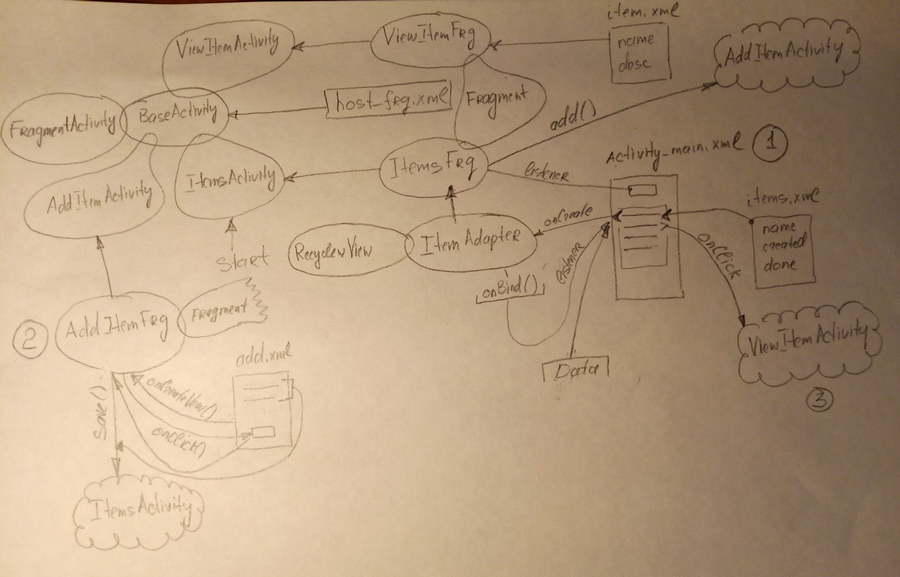 item.xml
ViewItemActivity
ViewItemFrg
name
desc
AddItemActivity
host_frg.xml
Fragment
FragmentActivity
BaseActivity
add()
Activity_main.xml
1
ItemsFrg
listener
AddItemActivity
ItemsActivity
items.xml
onCreate
name
created
done
RecyclerView
ItemAdapter
onClick
listener
Start
onBind()
AddItemFrg
Fragment
2
ViewItemActivity
add.xml
Data
3
onCreateView()
save()
onClick()
ItemsActivity